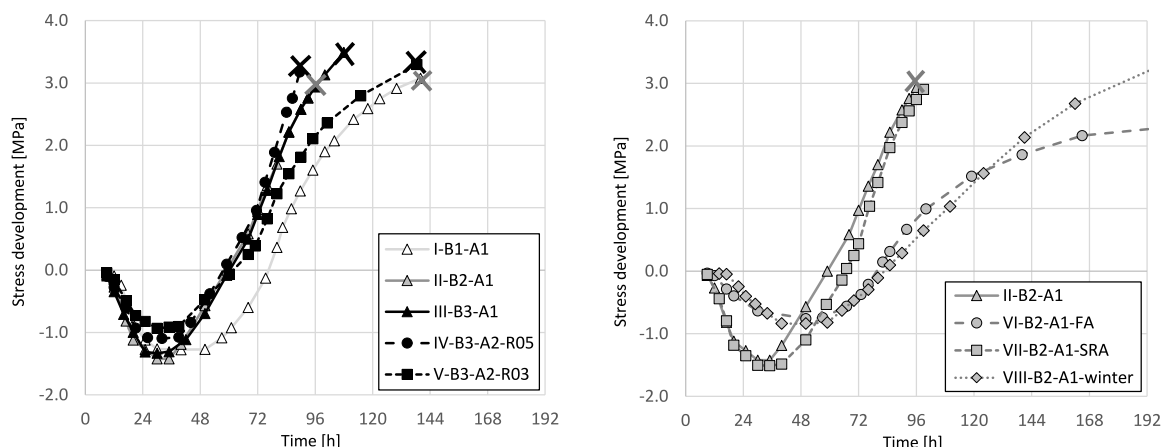 4.0
3.0
2.0
1.0
0.0
-1.0
-2.0
Stress development [MPa]
0 24 48 72 96 120 144 168 192
Time [h]
I-B1-A1
II-B2-A1
III-B3-A1
IV-B3-A2-R05
V-B3-A2-R03
4.0
3.0
2.0
1.0
0.0
-1.0
-2.0
Stress development [MPa]
0 24 48 72 96 120 144 168 192
Time [h]
II-B2-A1
VI-B2-A1-FA
VII-B2-A1-SRA
VIII-B2-A1-winter